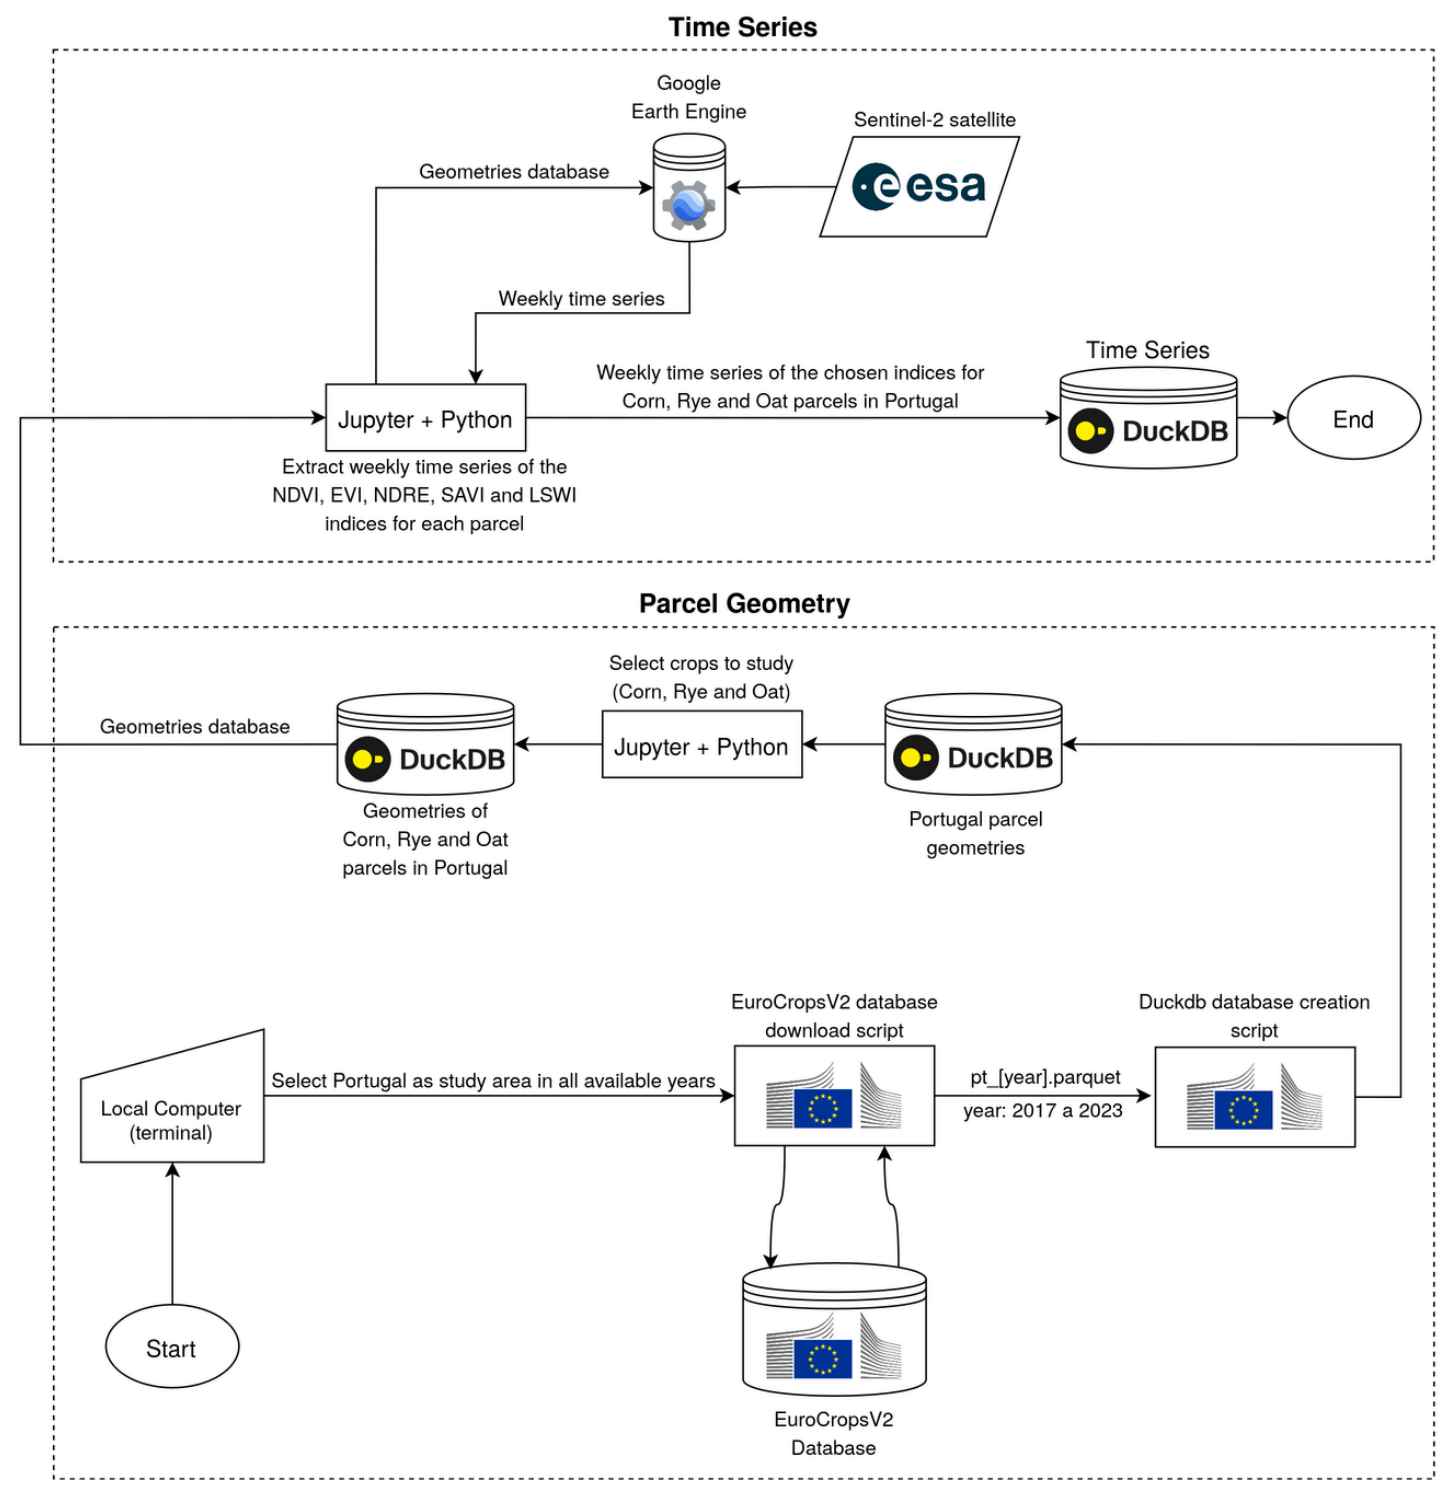 Time Series
Google
Earth Engine
Sentinel-2 satellite
esa
Geometries database
Weekly time series
Weekly time series of the chosen indices for
Corn, Rye and Oat parcels in Portugal
Time Series
Jupyter + Python
DuckDB
End
Extract weekly time series of the
NDVI, EVI, NDRE, SAVI and LSWI
indices for each parcel
Parcel Geometry
Select crops to study
(Corn, Rye and Oat)
Geometries database
DuckDB
Jupyter + Python
DuckDB
Geometries of
Corn, Rye and Oat
parcels in Portugal
Portugal parcel
geometries
EuroCropsV2 database
download script
Duckdb database creation
script
Select Portugal as study area in all available years
pt_[year].parquet
year: 2017 a 2023
Local Computer
(terminal)
Start
EuroCropsV2
Database